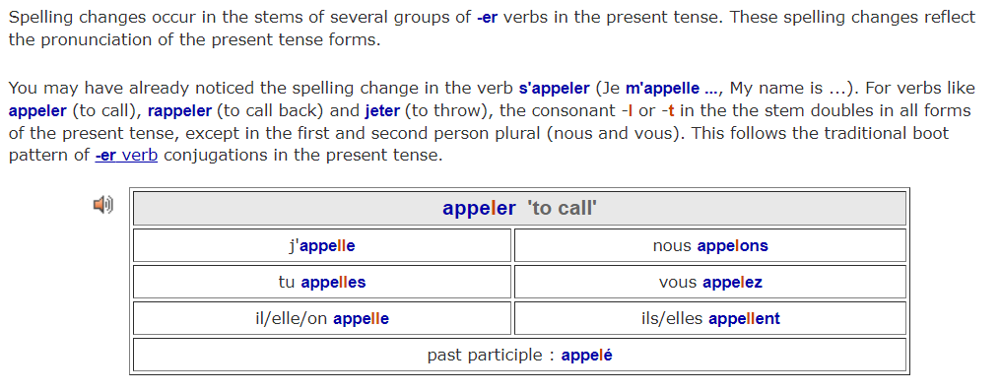 Spelling changes occur in the stems of several groups of -er verbs in the present tense. These spelling changes reflect
the pronunciation of the present tense forms.
You may have already noticed the spelling change in the verb s'appeler (Je m'appelle ..., My name is ...). For verbs like
appeler (to call), rappeler (to call back) and jeter (to throw), the consonant -l or -t in the the stem doubles in all forms
of the present tense, except in the first and second person plural (nous and vous). This follows the traditional boot
pattern of -er verb conjugations in the present tense.
appeler 'to call'
j'appelle
nous appelons
tu appelles
vous appelez
il/elle/on appelle
ils/elles appellent
past participle : appelé